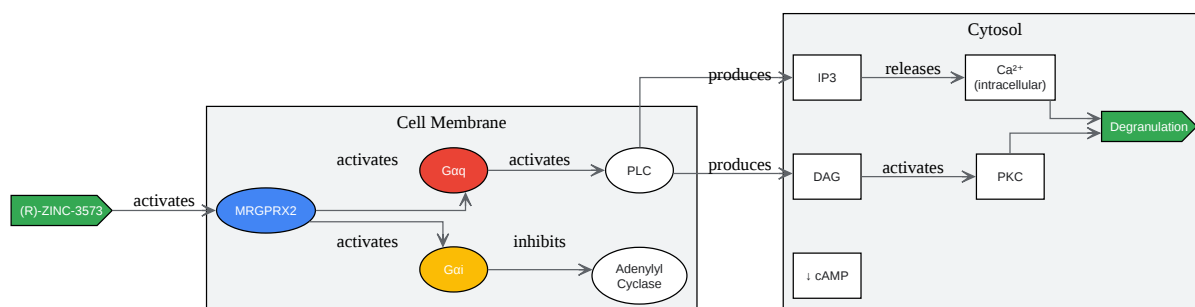 Cytosol
produces
IP3
releases
Ca²⁺
(intracellular)
Cell Membrane
Degranulation
activates
Gαq
activates
PLC
produces
DAG
activates
PKC
(R)-ZINC-3573
activates
MRGPRX2
activates
Gαi
inhibits
Adenylyl
Cyclase
↓ cAMP